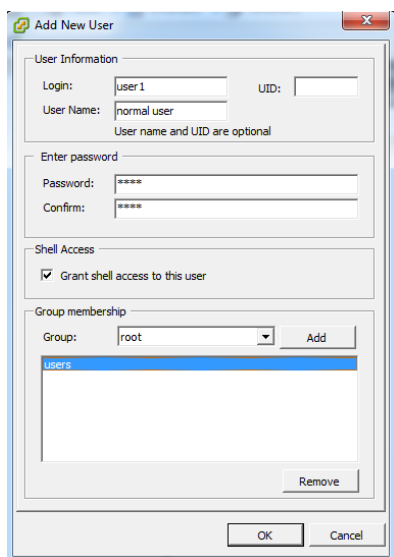 Add New User
User Information
Login: user1 UID:
User Name: normal user
User name and UID are optional
Enter password
Password: ****
Confirm: ****
Shell Access
Grant shell access to this user
Group membership
Group: root Add
users
Remove
OK Cancel